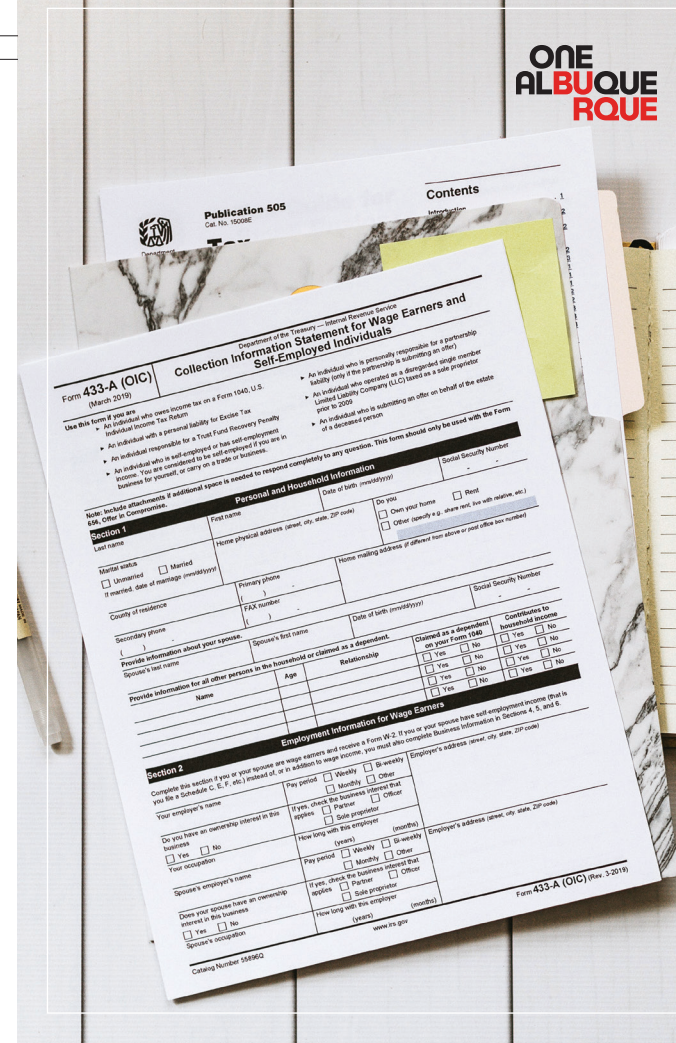 ONE
ALBUQUE
RQUE
Publication 505
Cat. No. 15008E
Contents
Introduction
Tax
Department
Form 433-A (OIC)
(March 2019)
Department of the Treasury — Internal Revenue Service
Collection Information Statement for Wage Earners and
Self-Employed Individuals
Use this form if you are
► An individual who owes income tax on a Form 1040, U.S.
Individual Income Tax Return
► An individual with a personal liability for Excise Tax
► An individual responsible for a Trust Fund Recovery Penalty
► An individual who is self-employed or has self-employment
income. You are considered to be self-employed if you are in
business for yourself, or carry on a trade or business.
► An individual who is personally responsible for a partnership
liability (only if the partnership is submitting an offer)
► An individual who operated as a disregarded single member
Limited Liability Company (LLC) taxed as a sole proprietor
prior to 2009
► An individual who is submitting an offer on behalf of the estate
of a deceased person
Note: Include attachments if additional space is needed to respond completely to any question. This form should only be used with the Form
656, Offer in Compromise.
Section 1 Personal and Household Information
Last name First name Date of birth (mm/dd/yyyy) Social Security Number
- -
Marital status
Unmarried Married
If married, date of marriage (mm/dd/yyyy)
Home physical address (street, city, state, ZIP code)
Do you
Own your home Rent
Other (specify e.g. share rent, live with relative, etc.)
County of residence
Primary phone
( ) -
Home mailing address (if different from above or post office box number)
Secondary phone
( ) -
FAX number
( ) -
Provide information about your spouse.
Spouse's last name Spouse's first name Date of birth (mm/dd/yyyy) Social Security Number
- -
Provide information for all other persons in the household or claimed as a dependent.
Name Age Relationship Claimed as a dependent
on your Form 1040 Contributes to
household income
Yes No Yes No
Yes No Yes No
Yes No Yes No
Yes No Yes No
Section 2 Employment Information for Wage Earners
Complete this section if you or your spouse are wage earners and receive a Form W-2. If you or your spouse have self-employment income (that is
you file a Schedule C, E, F, etc.) instead of, or in addition to wage income, you must also complete Business Information in Sections 4, 5, and 6.
Your employer's name
Pay period Weekly Bi-weekly
Monthly Other
Employer's address (street, city, state, ZIP code)
Do you have an ownership interest in this
business
Yes No
If yes, check the business interest that
applies Partner Officer
Sole proprietor
Your occupation
How long with this employer
(years) (months)
Spouse's employer's name
Pay period Weekly Bi-weekly
Monthly Other
Employer's address (street, city, state, ZIP code)
Does your spouse have an ownership
interest in this business
Yes No
If yes, check the business interest that
applies Partner Officer
Sole proprietor
Spouse's occupation
How long with this employer
(years) (months)
Catalog Number 55896Q
www.irs.gov
Form 433-A (OIC) (Rev. 3-2019)